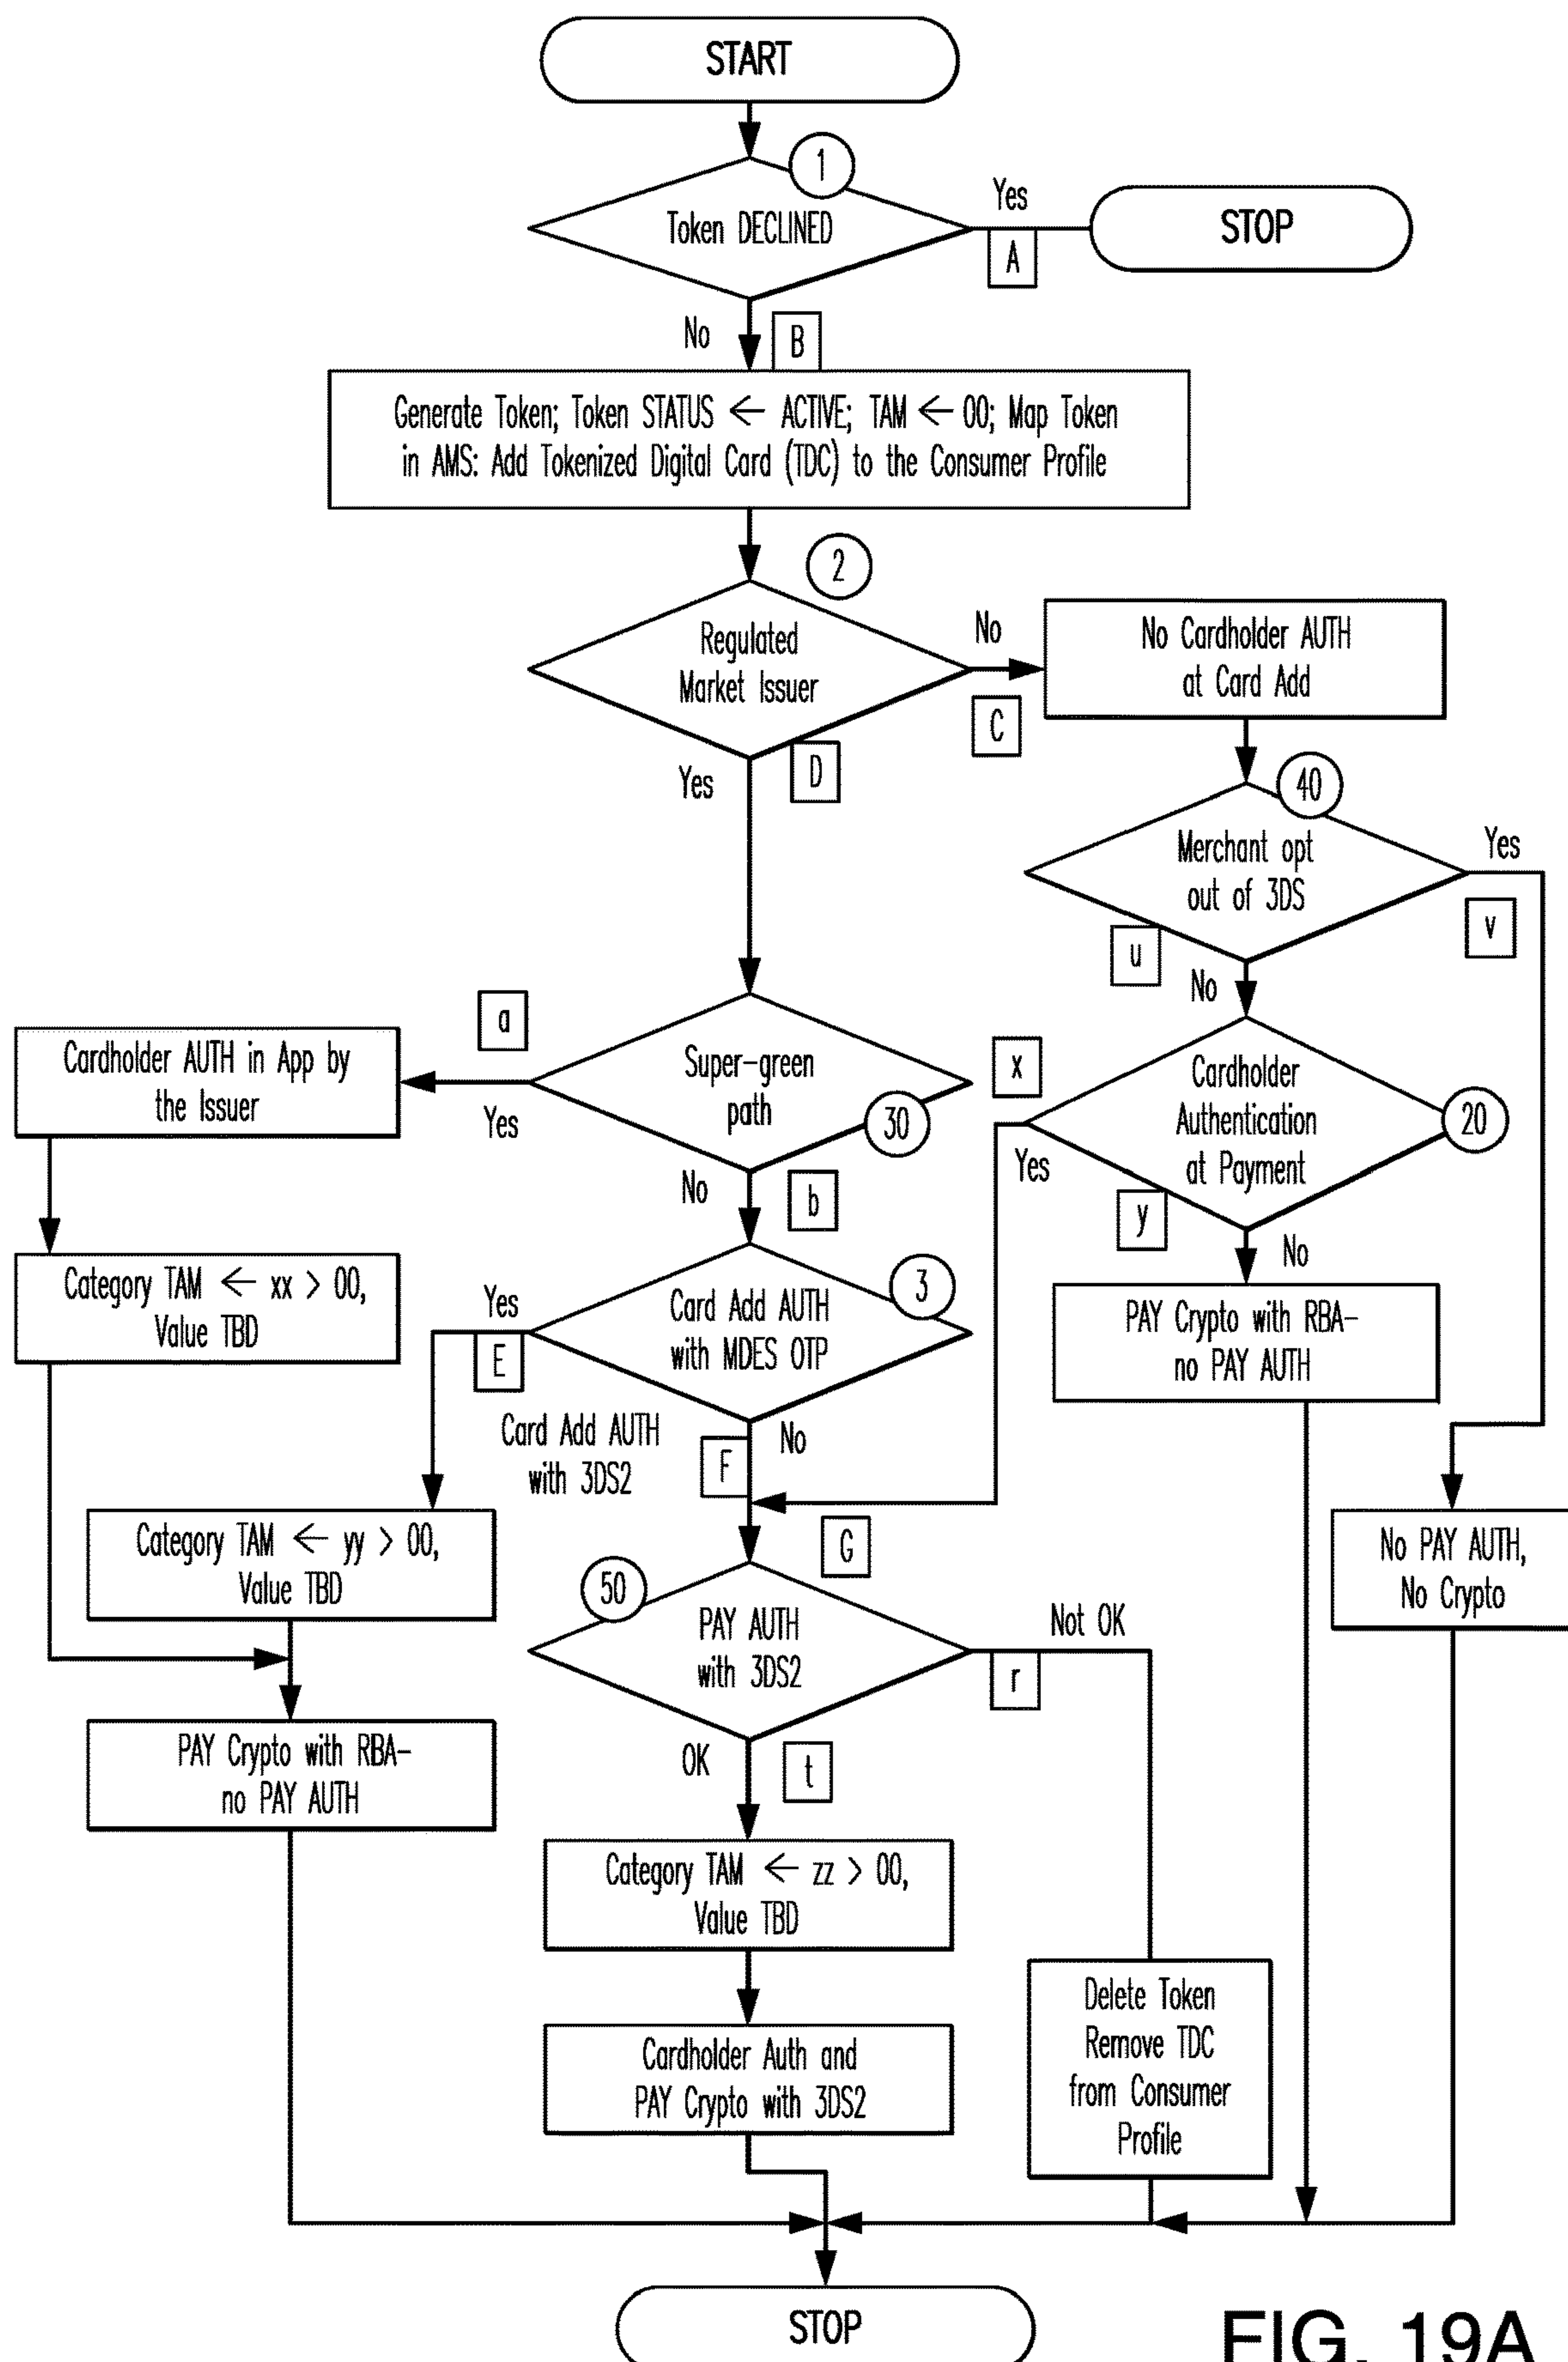 START
1
Token DECLINED
Yes
A
STOP
No
B
Generate Token; Token STATUS ← ACTIVE; TAM ← 00; Map Token
in AMS: Add Tokenized Digital Card (TDC) to the Consumer Profile
2
Regulated
Market Issuer
No
C
No Cardholder AUTH
at Card Add
Yes
D
40
Merchant opt
out of 3DS
Yes
v
u
No
a
Cardholder AUTH in App by
the Issuer
Yes
Super-green
path
30
No
b
x
Yes
Cardholder
Authentication
at Payment
20
y
No
Category TAM ← xx > 00,
Value TBD
Yes
E
Card Add AUTH
with MDES OTP
3
PAY Crypto with RBA-
no PAY AUTH
Card Add AUTH
with 3DS2
F
No
Category TAM ← yy > 00,
Value TBD
G
No PAY AUTH,
No Crypto
50
PAY AUTH
with 3DS2
Not OK
r
OK
t
PAY Crypto with RBA-
no PAY AUTH
Category TAM ← zz > 00,
Value TBD
Cardholder Auth and
PAY Crypto with 3DS2
Delete Token
Remove TDC
from Consumer
Profile
STOP
FIG. 19A